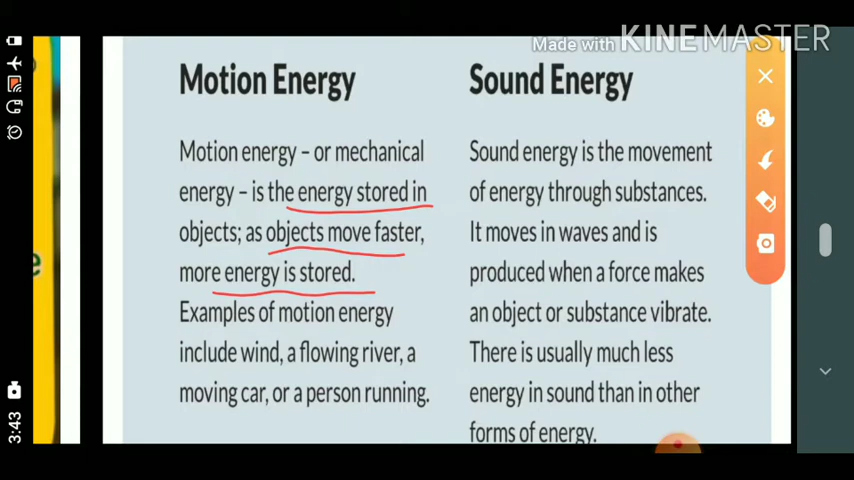 Made with KINEMASTER
Motion Energy
Motion energy – or mechanical
energy – is the energy stored in
objects; as objects move faster,
more energy is stored.
Examples of motion energy
include wind, a flowing river, a
moving car, or a person running.
Sound Energy
Sound energy is the movement
of energy through substances.
It moves in waves and is
produced when a force makes
an object or substance vibrate.
There is usually much less
energy in sound than in other
forms of energy.
e
3:43